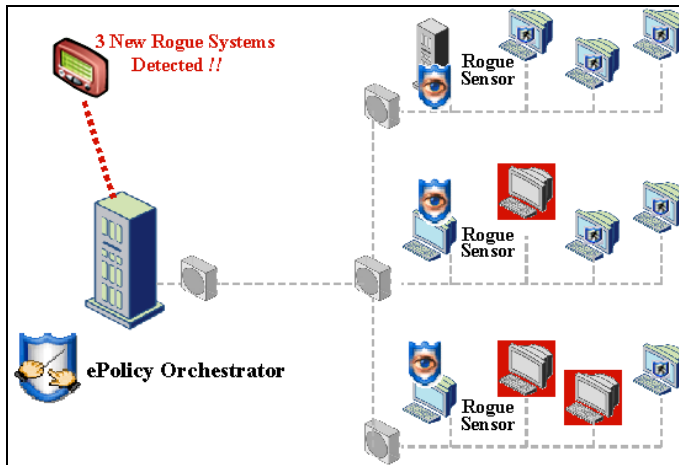 3 New Rogue Systems
Detected !!
Rogue
Sensor
Rogue
Sensor
ePolicy Orchestrator
Rogue
Sensor